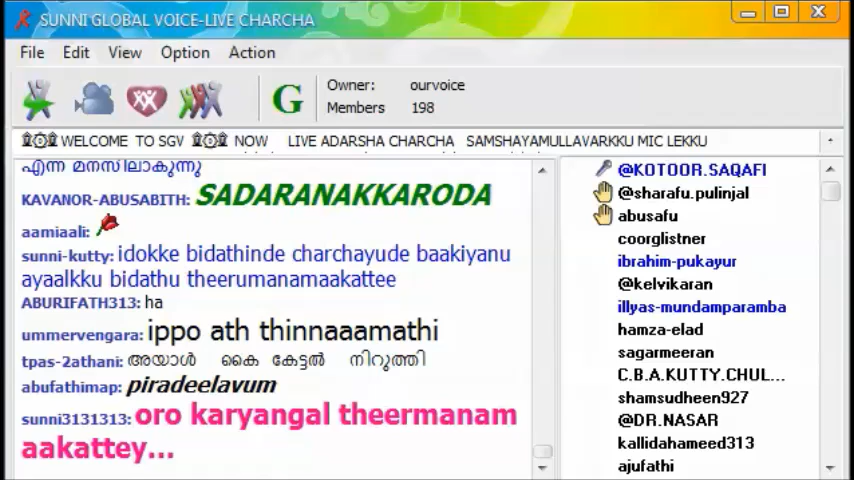 SUNNI GLOBAL VOICE-LIVE CHARCHA
File Edit View Option Action
G
Owner: ourvoice
Members 198
WELCOME TO SGV NOW LIVE ADARSHA CHARCHA SAMSHAYAMULLAVARKKU MIC LEKKU
എന്ന മനസിലാകുന്നു
KAVANOR-ABUSABITH: SADARANAKKARODA
aamiaali:
sunni-kutty: idokke bidathinde charchayude baakiyanu
ayaalkku bidathu theerumanamaakattee
ABURIFATH313: ha
ummervengara: ippo ath thinnaaamathi
tpas-2athani: അയാൾ കൈ കേട്ടൽ നിറുത്തി
abufathimap: piradeelavum
sunni3131313: oro karyangal theermanam
aakattey...
@KOTOOR.SAQAFI
@sharafu.pulinjal
abusafu
coorglistner
ibrahim-pukayur
@kelvikaran
illyas-mundamparamba
hamza-elad
sagarmeeran
C.B.A.KUTTY.CHUL...
shamsudheen927
@DR.NASAR
kallidahameed313
ajufathi